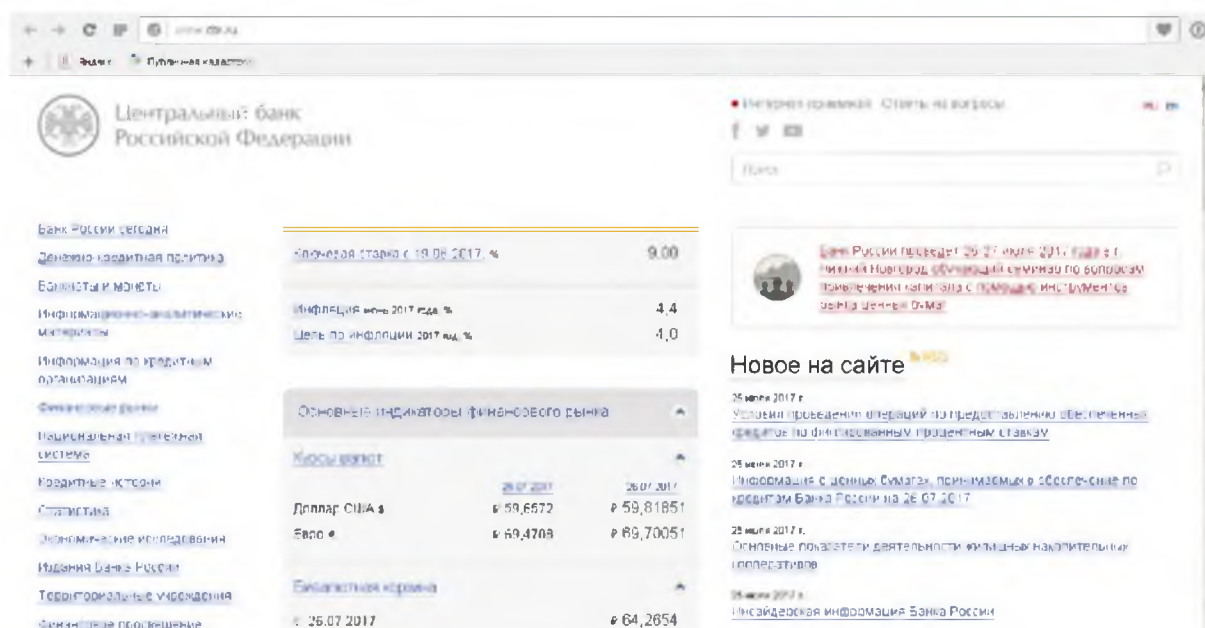 Яндекс
Центральный банк
Российской Федерации
Интернет-приемная Ответы на вопросы
Поиск
Банк России сегодня
Денежно-кредитная политика
Банкноты и монеты
Информационно-аналитические
материалы
Информация по кредитным
организациям
Финансовые рынки
Национальная платежная
система
Кредитные истории
Статистика
Экономические исследования
Издания Банка России
Территориальные учреждения
Финансовое просвещение
Ключевая ставка с 19.06.2017, % 9,00
Инфляция июнь 2017 года, % 4,4
Цель по инфляции 2017 год, % 4,0
Основные индикаторы финансового рынка
Курсы валют
26.07.2017
Доллар США $ ₽ 59,6572 ₽ 59,8185↑
Евро € ₽ 69,4708 ₽ 69,7005↑
Бивалютная корзина
26.07.2017 ₽ 64,2654
Банк России проведет 26-27 июля 2017 года в г.
Нижний Новгород обучающий семинар по вопросам
привлечения капитала с помощью инструментов
рынка ценных бумаг
Новое на сайте RSS
25 июля 2017 г.
Условия проведения операций по предоставлению обеспеченных
кредитов по фиксированным процентным ставкам
25 июля 2017 г.
Информация о ценных бумагах, принимаемых в обеспечение по
кредитам Банка России на 26.07.2017
25 июля 2017 г.
Основные показатели деятельности жилищных накопительных
кооперативов
25 июля 2017 г.
Инсайдерская информация Банка России